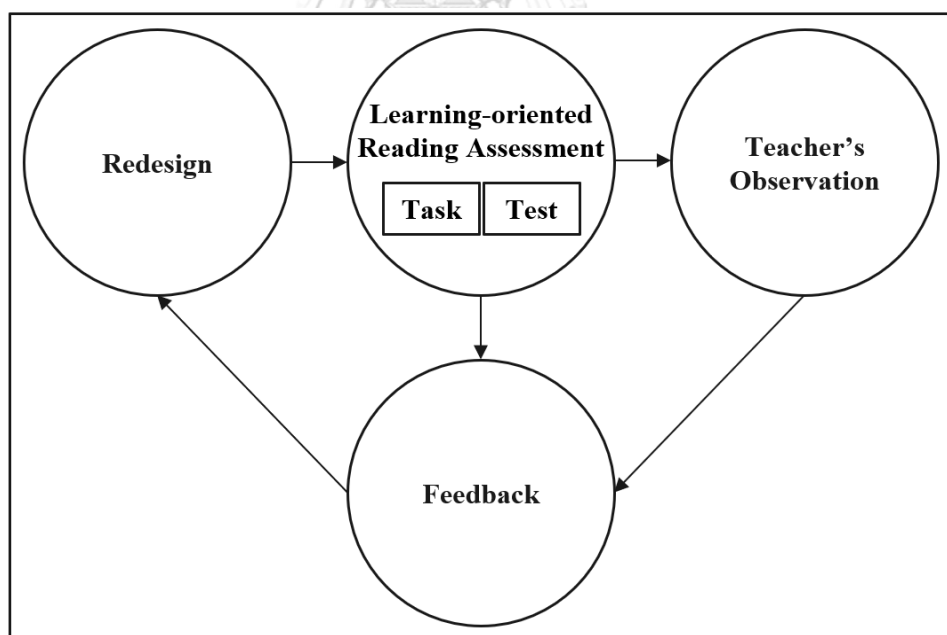 Redesign
Learning-oriented
Reading Assessment
Task
Test
Teacher’s
Observation
Feedback